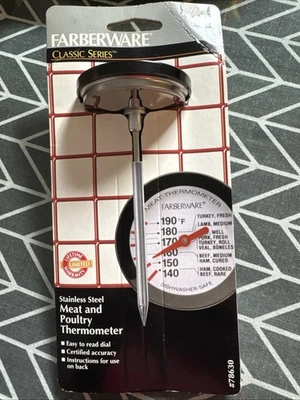 FARBERWARE®
CLASSIC SERIES™
MEAT THERMOMETER
FARBERWARE®
190 °F
180
170
160
150
140
TURKEY, FRESH
LAMB, MEDIUM
WELL
PORK, FRESH
TURKEY, ROLL
VEAL, BONELESS
BEEF, MEDIUM
HAM, CURED
HAM, COOKED
BEEF, RARE
DISHWASHER SAFE
LIFETIME
LIMITED
WARRANTY
Stainless Steel
Meat and
Poultry
Thermometer
▲ Easy to read dial
▲ Certified accuracy
▲ Instructions for use
on back
#78630